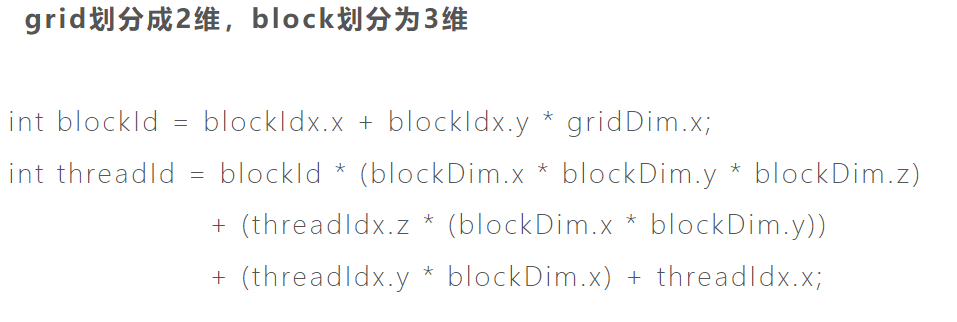 grid划分成2维，block划分为3维
int blockId = blockIdx.x + blockIdx.y * gridDim.x;
int threadId = blockId * (blockDim.x * blockDim.y * blockDim.z)
+ (threadIdx.z * (blockDim.x * blockDim.y))
+ (threadIdx.y * blockDim.x) + threadIdx.x;